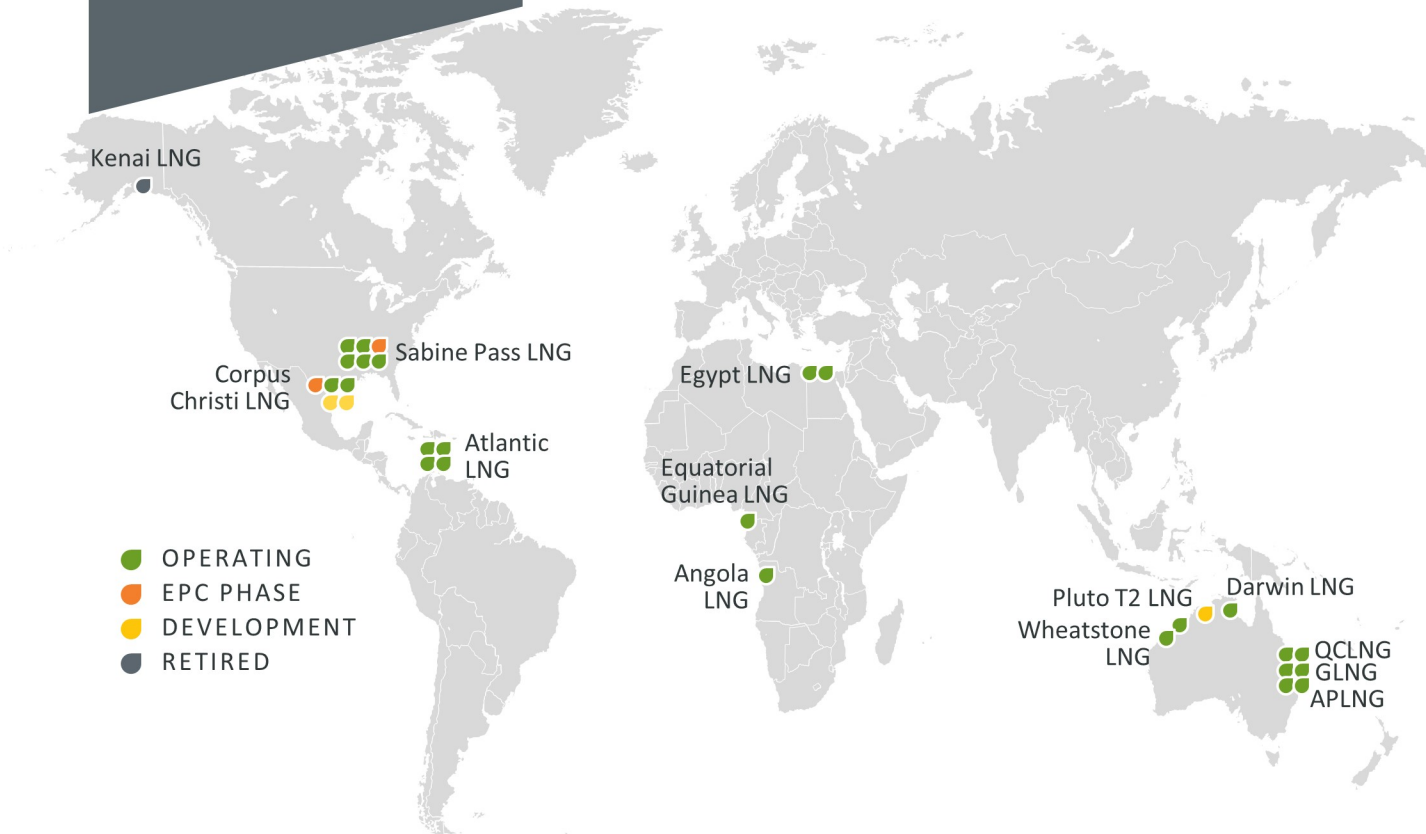 Kenai LNG
Sabine Pass LNG
Corpus
Christi LNG
Atlantic
LNG
Egypt LNG
Equatorial
Guinea LNG
Angola
LNG
OPERATING
EPC PHASE
DEVELOPMENT
RETIRED
Pluto T2 LNG
Darwin LNG
Wheatstone
LNG
QCLNG
GLNG
APLNG